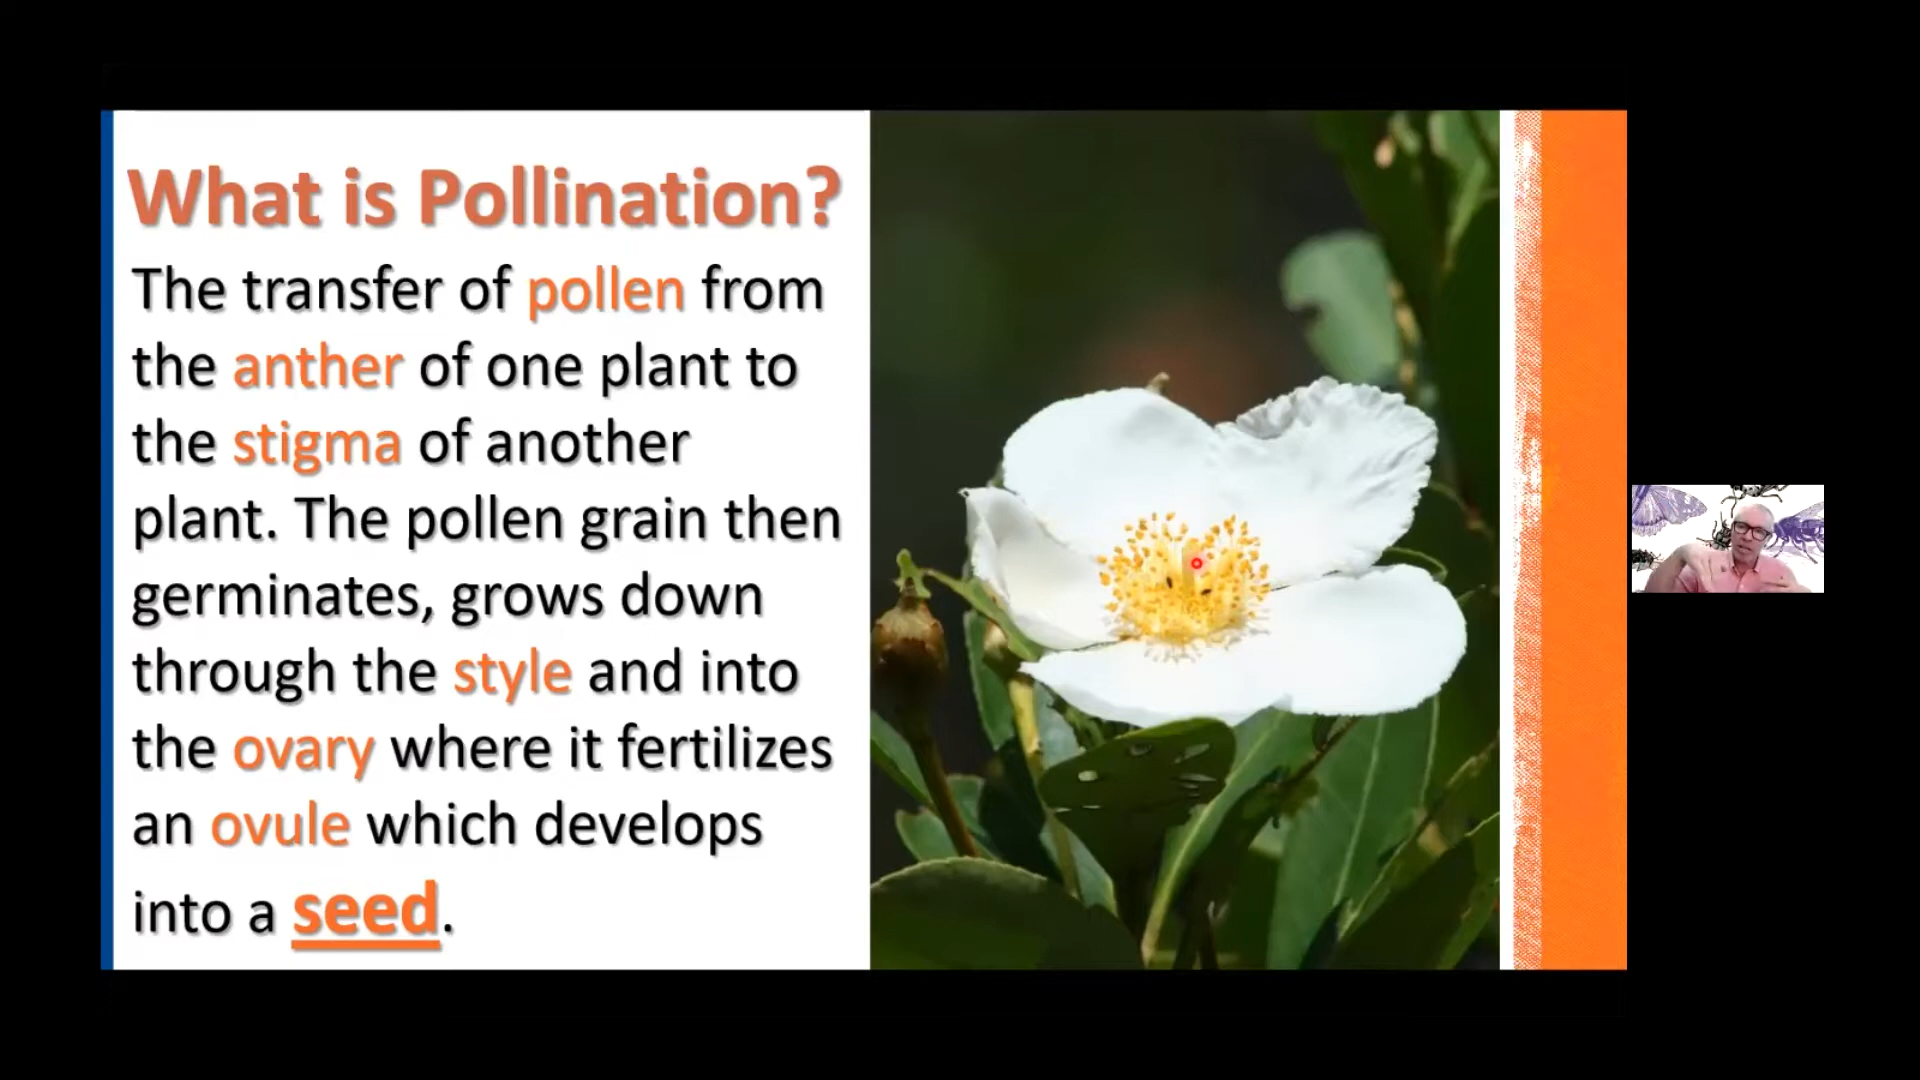 What is Pollination?
The transfer of pollen from
the anther of one plant to
the stigma of another
plant. The pollen grain then
germinates, grows down
through the style and into
the ovary where it fertilizes
an ovule which develops
into a seed.